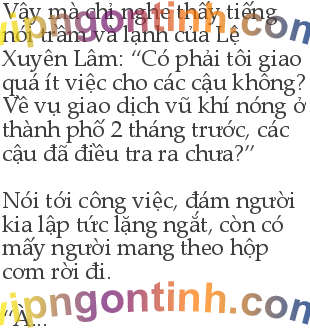 Vậy mà chỉ nghe thấy tiếng
nói trầm và lạnh của Lệ
Xuyên Lâm: “Có phải tôi giao
quá ít việc cho các cậu không?
Về vụ giao dịch vũ khí nóng ở
thành phố 2 tháng trước, các
cậu đã điều tra ra chưa?”
Nói tới công việc, đám người
kia lập tức lặng ngắt, còn có
mấy người mang theo hộp
cơm rời đi.
“À...
vipngontinh.com
vipngontinh.com